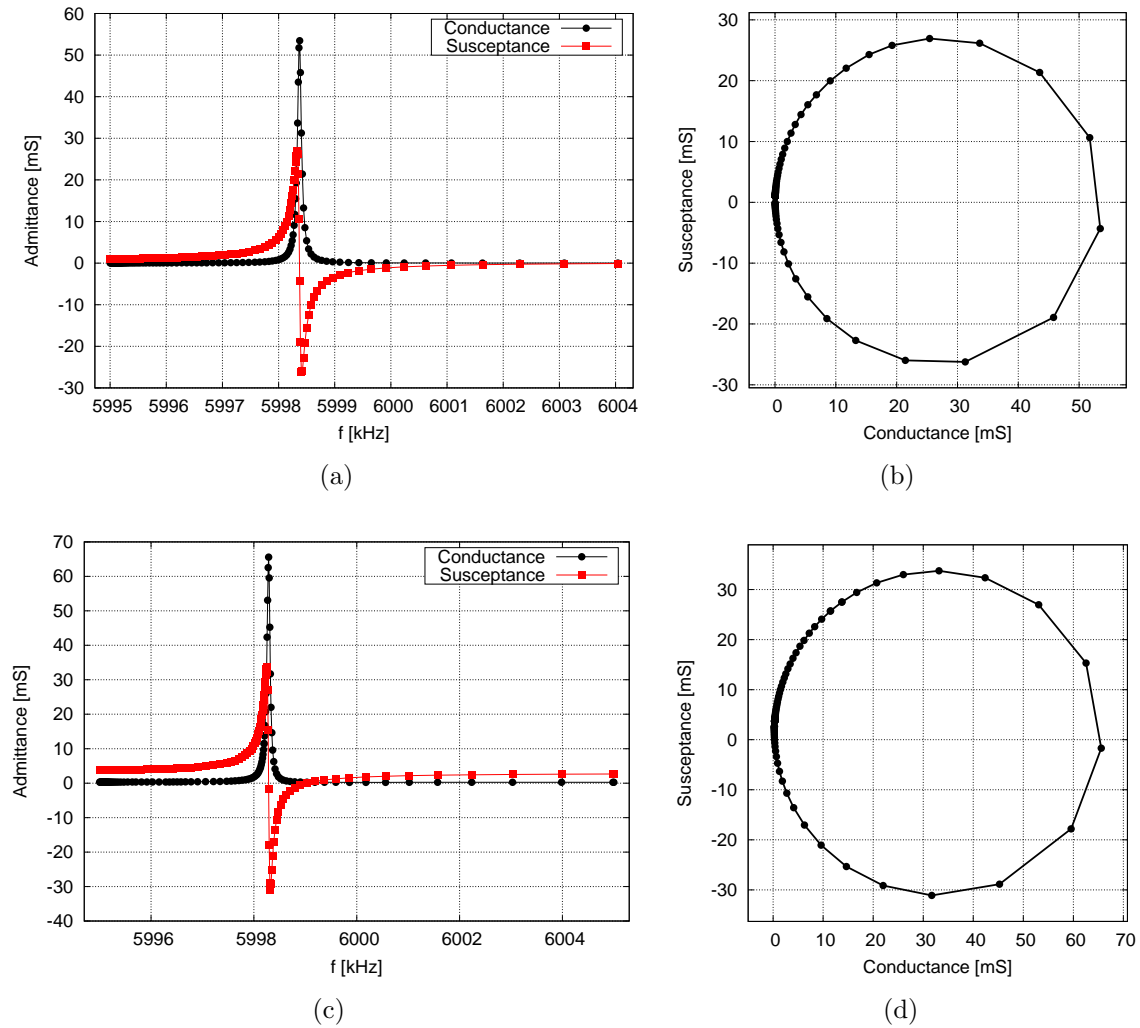 60
50
40
30
20
10
0
-10
-20
-30
Admittance [mS]
Conductance
Susceptance
5995 5996 5997 5998 5999 6000 6001 6002 6003 6004
f [kHz]
(a)
30
20
10
0
-10
-20
-30
Susceptance [mS]
0 10 20 30 40 50
Conductance [mS]
(b)
70
60
50
40
30
20
10
0
-10
-20
-30
-40
Admittance [mS]
Conductance
Susceptance
5996 5998 6000 6002 6004
f [kHz]
(c)
30
20
10
0
-10
-20
-30
Susceptance [mS]
0 10 20 30 40 50 60 70
Conductance [mS]
(d)